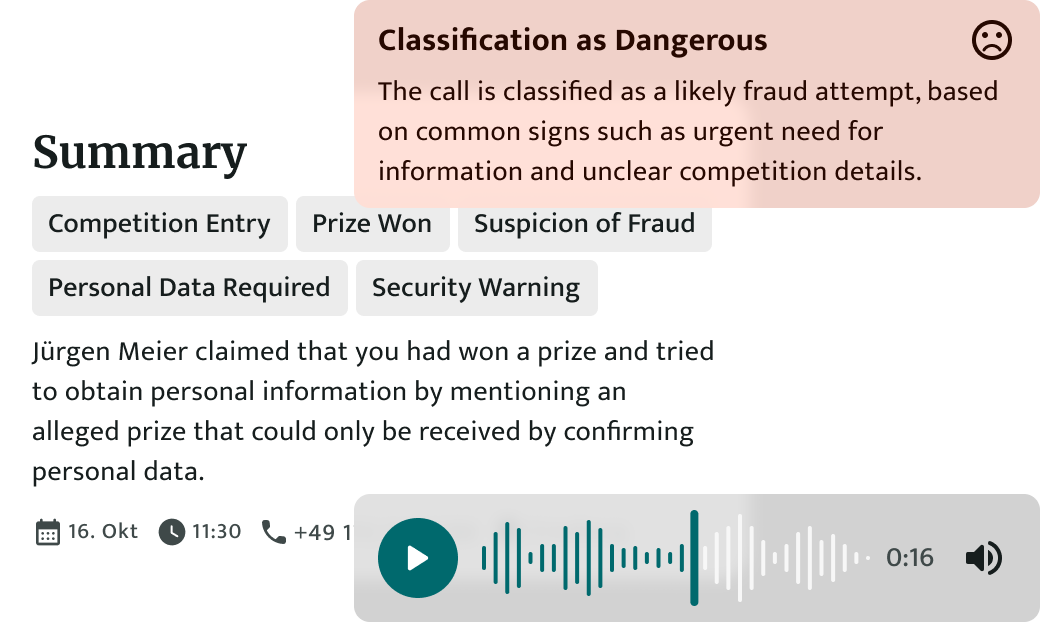 Classification as Dangerous
The call is classified as a likely fraud attempt, based
on common signs such as urgent need for
information and unclear competition details.
Summary
Competition Entry Prize Won Suspicion of Fraud
Personal Data Required Security Warning
Jürgen Meier claimed that you had won a prize and tried
to obtain personal information by mentioning an
alleged prize that could only be received by confirming
personal data.
16. Okt 11:30 +49 1
0:16